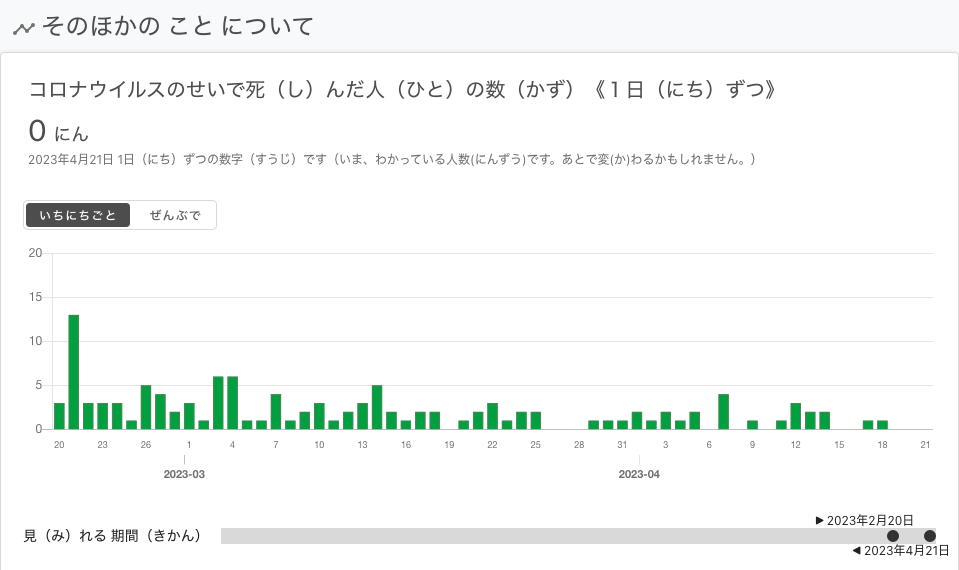 そのほかの こと について
コロナウイルスのせいで死（し）んだ人（ひと）の数（かず）《１日（にち）ずつ》
0 にん
2023年4月21日 1日（にち）ずつの数字（すうじ）です（いま、わかっている人数(にんずう)です。あとで変(か)わるかもしれません。）
いちにちごと ぜんぶで
20
15
10
5
0
20 23 26 1 4 7 10 13 16 19 22 25 28 31 3 6 9 12 15 18 21
2023-03 2023-04
▶ 2023年2月20日
見（み）れる 期間（きかん）
◀ 2023年4月21日